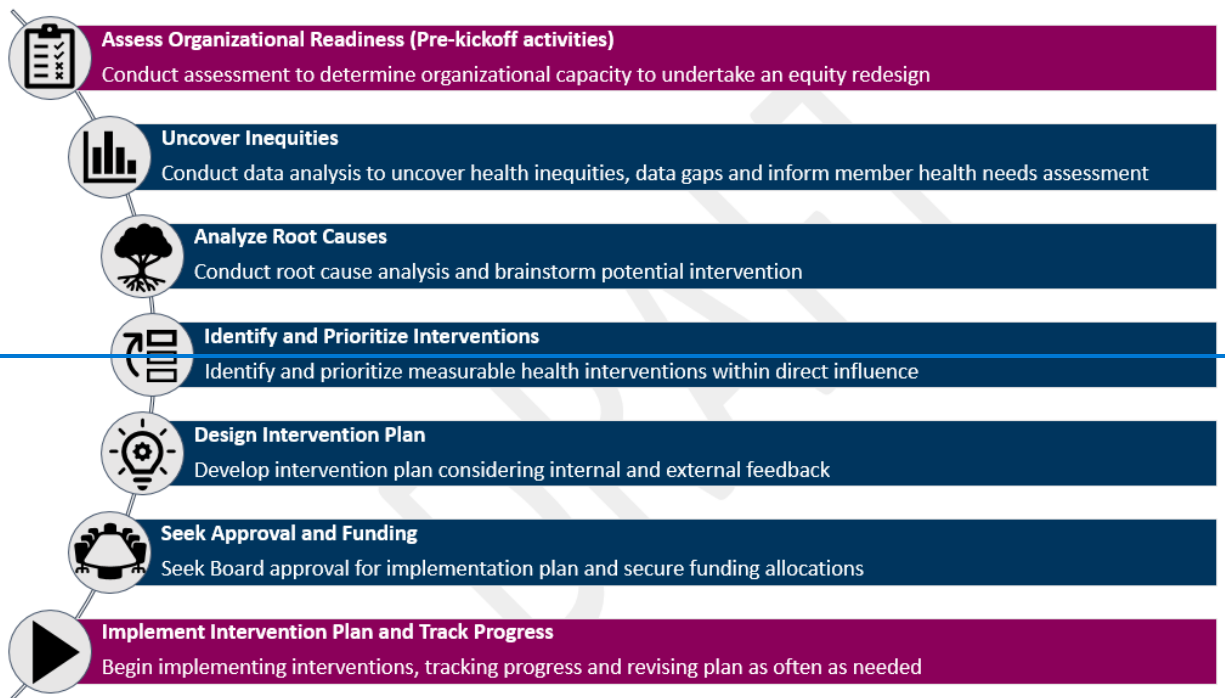 Assess Organizational Readiness (Pre-kickoff activities)
Conduct assessment to determine organizational capacity to undertake an equity redesign
Uncover Inequities
Conduct data analysis to uncover health inequities, data gaps and inform member health needs assessment
Analyze Root Causes
Conduct root cause analysis and brainstorm potential intervention
Identify and Prioritize Interventions
Identify and prioritize measurable health interventions within direct influence
Design Intervention Plan
Develop intervention plan considering internal and external feedback
Seek Approval and Funding
Seek Board approval for implementation plan and secure funding allocations
Implement Intervention Plan and Track Progress
Begin implementing interventions, tracking progress and revising plan as often as needed
DRAFT